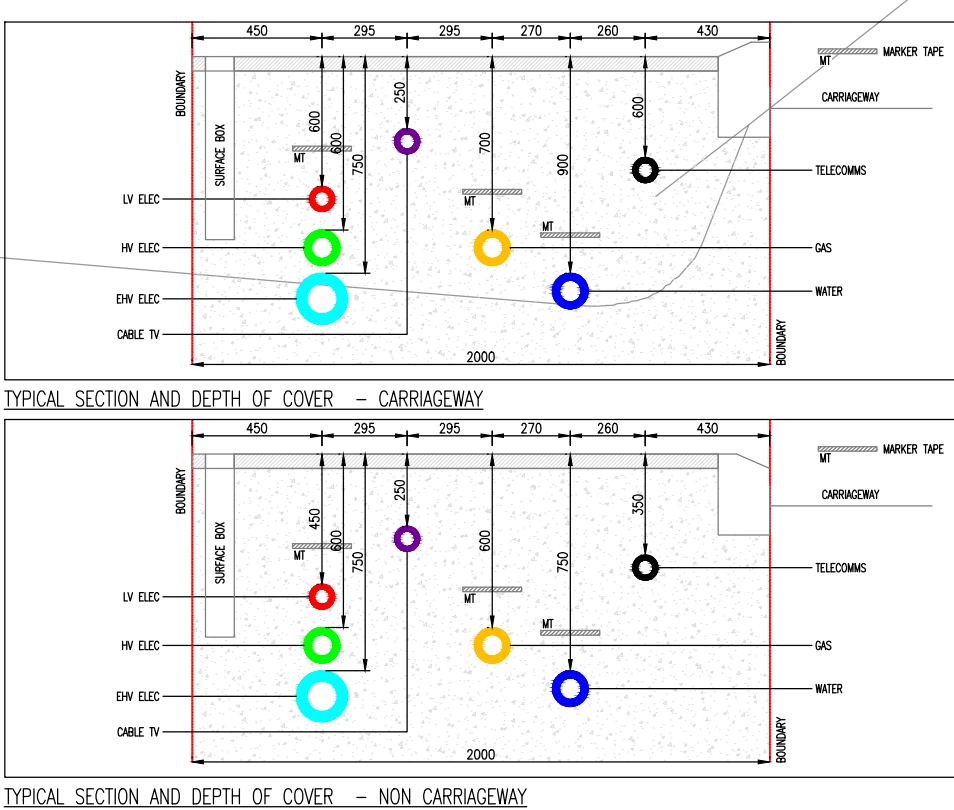 450 295 295 270 260 430
MARKER TAPE
MT
BOUNDARY
CARRIAGEWAY
SURFACE BOX
600
600
750
250
700
900
600
MT
MT
MT
TELECOMMS
LV ELEC
HV ELEC
GAS
EHV ELEC
WATER
CABLE TV
BOUNDARY
2000
TYPICAL SECTION AND DEPTH OF COVER – CARRIAGEWAY
450 295 295 270 260 430
MARKER TAPE
MT
BOUNDARY
CARRIAGEWAY
SURFACE BOX
450
600
750
250
600
750
350
MT
MT
MT
TELECOMMS
LV ELEC
HV ELEC
GAS
EHV ELEC
WATER
CABLE TV
BOUNDARY
2000
TYPICAL SECTION AND DEPTH OF COVER – NON CARRIAGEWAY